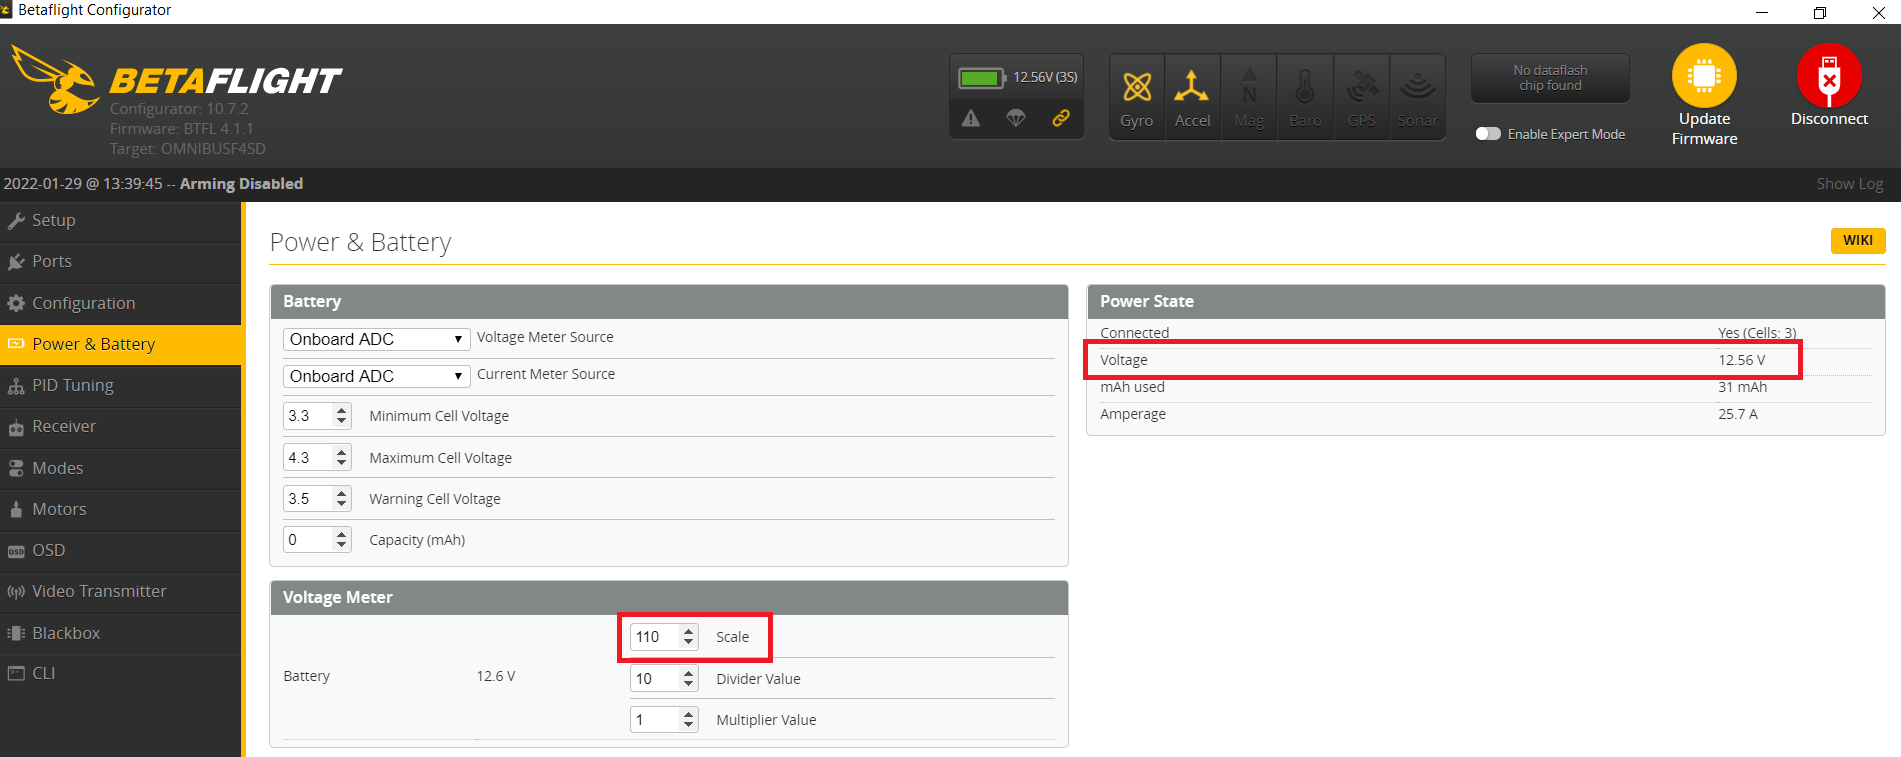 Betaflight Configurator
BETAFLIGHT
Configurator: 10.7.2
Firmware: BTFL 4.1.1
Target: OMNIBUSF4SD
12.56V (3S)
Gyro
Accel
N
Mag
Baro
GPS
Sonar
No dataflash
chip found
Enable Expert Mode
Update
Firmware
Disconnect
2022-01-29 @ 13:39:45 -- Arming Disabled
Show Log
Setup
Ports
Configuration
Power & Battery
PID Tuning
Receiver
Modes
Motors
OSD
OSD
Video Transmitter
Blackbox
CLI
Power & Battery
WIKI
Battery
Onboard ADC Voltage Meter Source
Onboard ADC Current Meter Source
3.3 Minimum Cell Voltage
4.3 Maximum Cell Voltage
3.5 Warning Cell Voltage
0 Capacity (mAh)
Power State
Connected Yes (Cells: 3)
Voltage 12.56 V
mAh used 31 mAh
Amperage 25.7 A
Voltage Meter
Battery 12.6 V
110 Scale
10 Divider Value
1 Multiplier Value